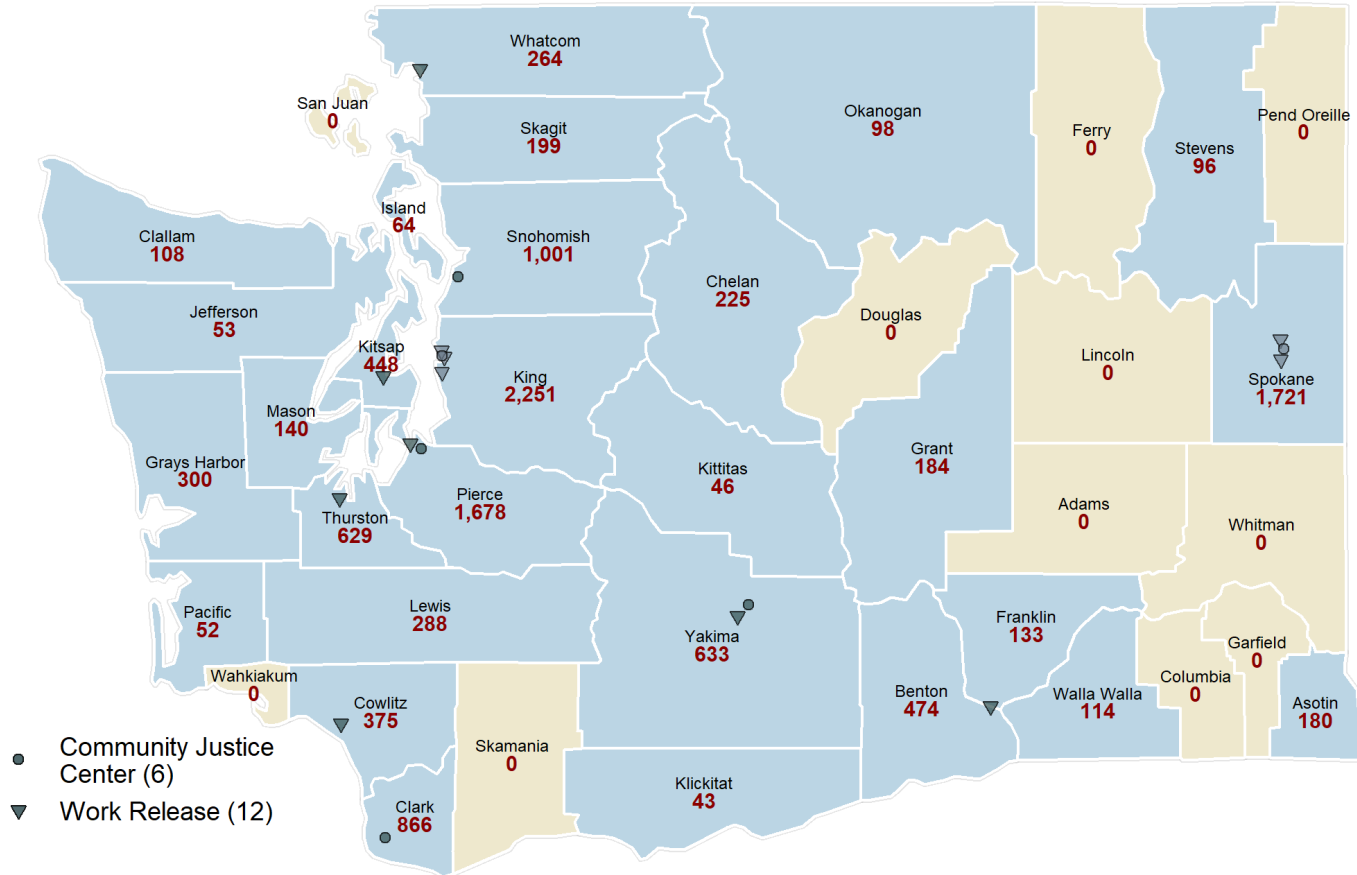 Whatcom
264
San Juan
0
Skagit
199
Okanogan
98
Ferry
0
Stevens
96
Pend Oreille
0
Island
64
Clallam
108
Snohomish
1,001
Chelan
225
Jefferson
53
Douglas
0
Kitsap
448
King
2,251
Lincoln
0
Spokane
1,721
Mason
140
Grays Harbor
300
Kittitas
46
Grant
184
Pierce
1,678
Thurston
629
Adams
0
Whitman
0
Pacific
52
Lewis
288
Yakima
633
Franklin
133
Garfield
0
Wahkiakum
0
Cowlitz
375
Benton
474
Walla Walla
114
Columbia
0
Asotin
180
Skamania
0
Klickitat
43
Clark
866
Community Justice
Center (6)
Work Release (12)